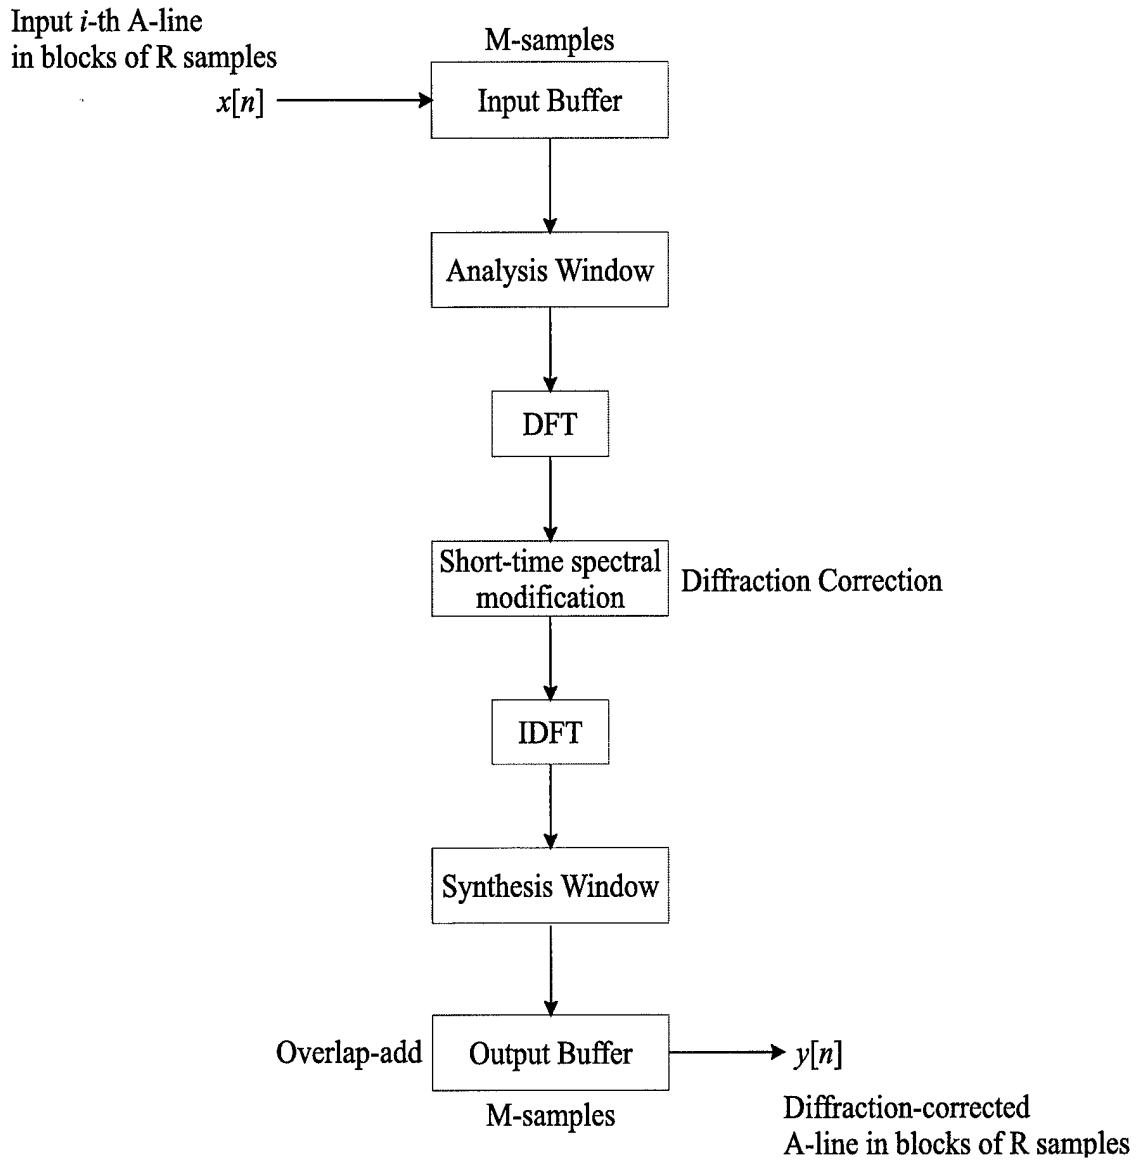 Input i-th A-line
in blocks of R samples
M-samples
x[n]
Input Buffer
Analysis Window
DFT
Short-time spectral
modification
Diffraction Correction
IDFT
Synthesis Window
Overlap-add
Output Buffer
y[n]
M-samples
Diffraction-corrected
A-line in blocks of R samples